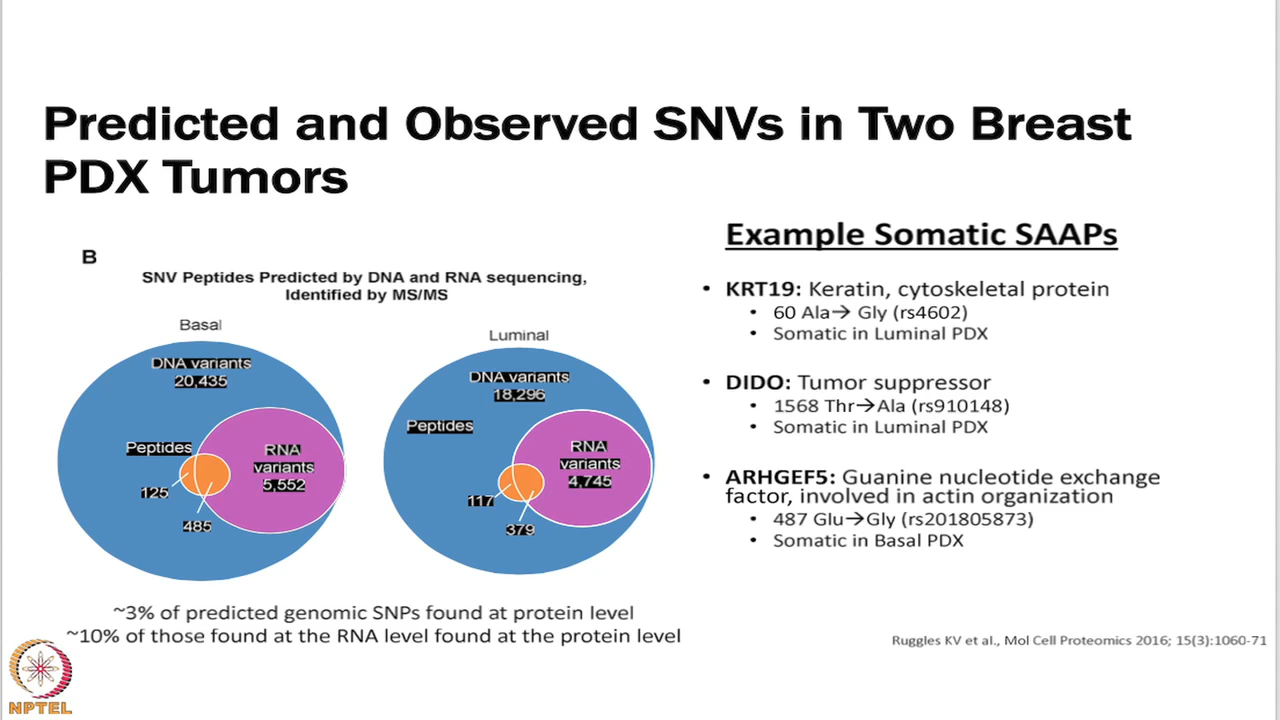 Predicted and Observed SNVs in Two Breast
PDX Tumors
B
SNV Peptides Predicted by DNA and RNA sequencing,
Identified by MS/MS
Basal
DNA variants
20,435
Peptides
125
485
RNA
variants
5,552
Luminal
DNA variants
18,296
Peptides
117
379
RNA
variants
4,745
~3% of predicted genomic SNPs found at protein level
~10% of those found at the RNA level found at the protein level
Example Somatic SAAPs
• KRT19: Keratin, cytoskeletal protein
• 60 Ala→ Gly (rs4602)
• Somatic in Luminal PDX
• DIDO: Tumor suppressor
• 1568 Thr→Ala (rs910148)
• Somatic in Luminal PDX
• ARHGEF5: Guanine nucleotide exchange
factor, involved in actin organization
• 487 Glu→Gly (rs201805873)
• Somatic in Basal PDX
Ruggles KV et al., Mol Cell Proteomics 2016; 15(3):1060-71
NPTEL